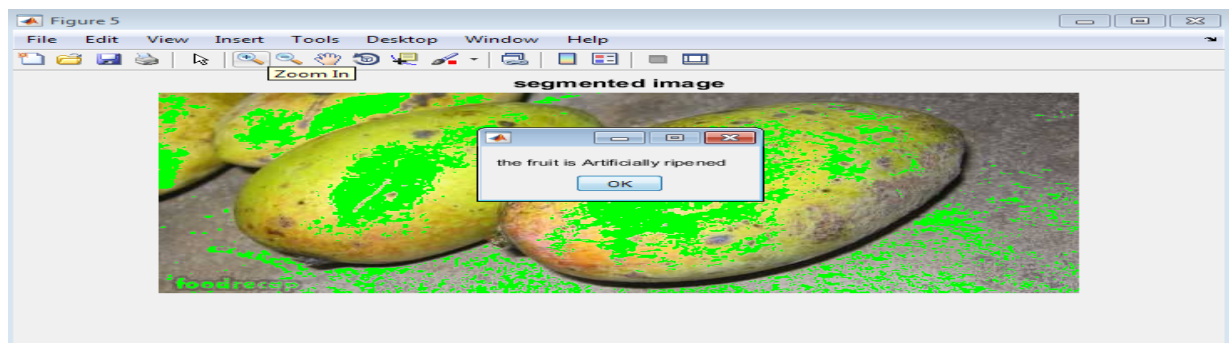 Figure 5
File Edit View Insert Tools Desktop Window Help
Zoom In
segmented image
the fruit is Artificially ripened
OK
foodrecap